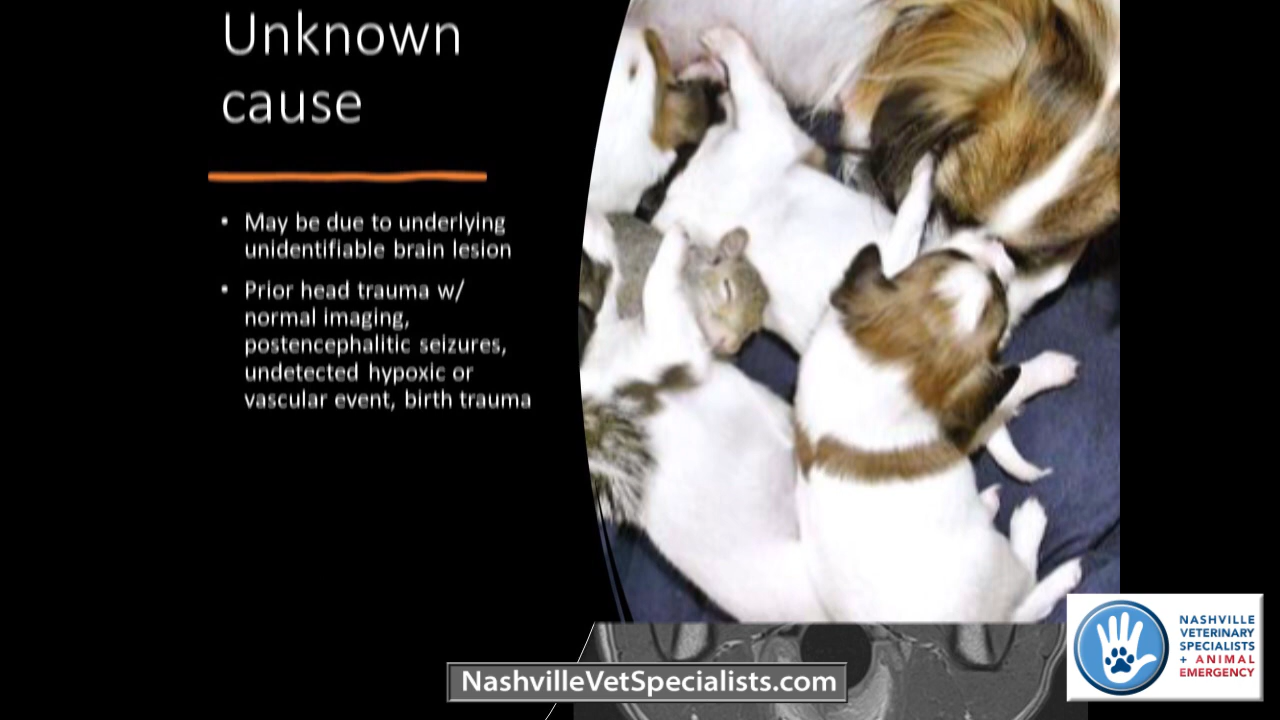 Unknown
cause
• May be due to underlying
unidentifiable brain lesion
• Prior head trauma w/
normal imaging,
postencephalitic seizures,
undetected hypoxic or
vascular event, birth trauma
NashvilleVetSpecialists.com
NASHVILLE
VETERINARY
SPECIALISTS
+ ANIMAL
EMERGENCY